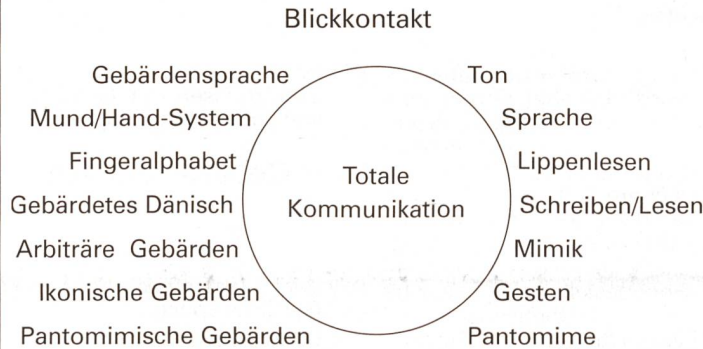 Blickkontakt
Gebärdensprache
Ton
Mund/Hand-System
Sprache
Fingeralphabet
Lippenlesen
Totale
Kommunikation
Gebärdetes Dänisch
Schreiben/Lesen
Arbiträre Gebärden
Mimik
Ikonische Gebärden
Gesten
Pantomimische Gebärden
Pantomime